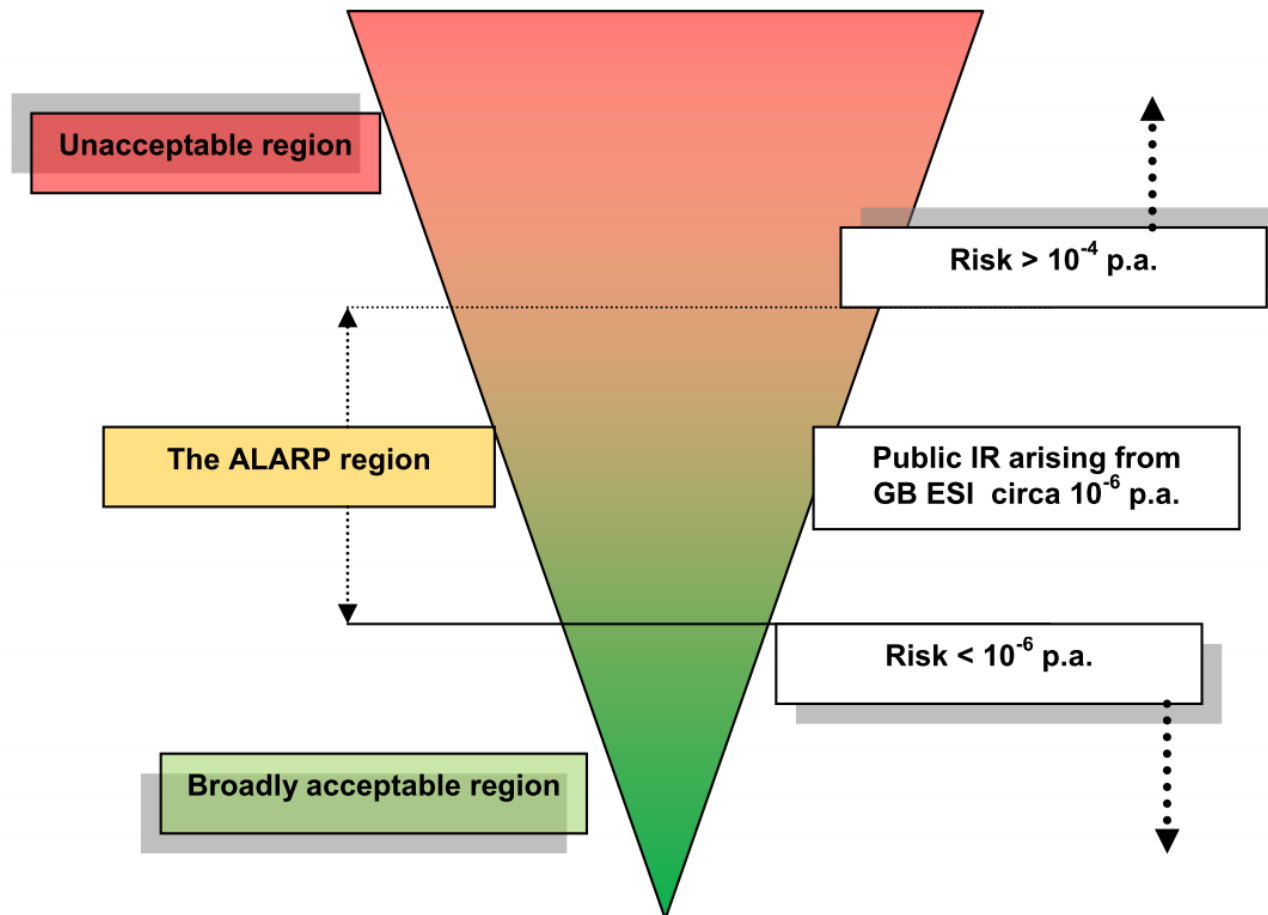 Unacceptable region
Risk > 10⁻⁴ p.a.
The ALARP region
Public IR arising from
GB ESI circa 10⁻⁶ p.a.
Risk < 10⁻⁶ p.a.
Broadly acceptable region